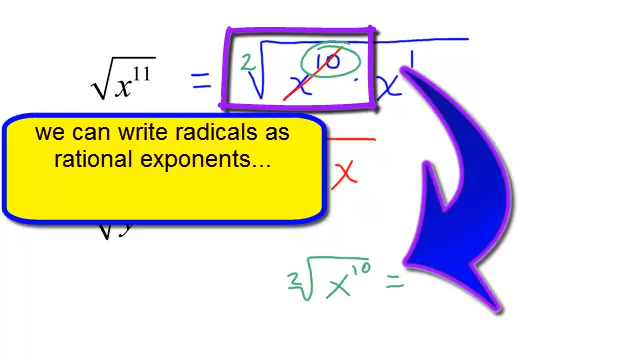 √x¹¹ = ²√x¹⁰ · x¹
we can write radicals as
rational exponents...
x
√y
²√x¹⁰ =